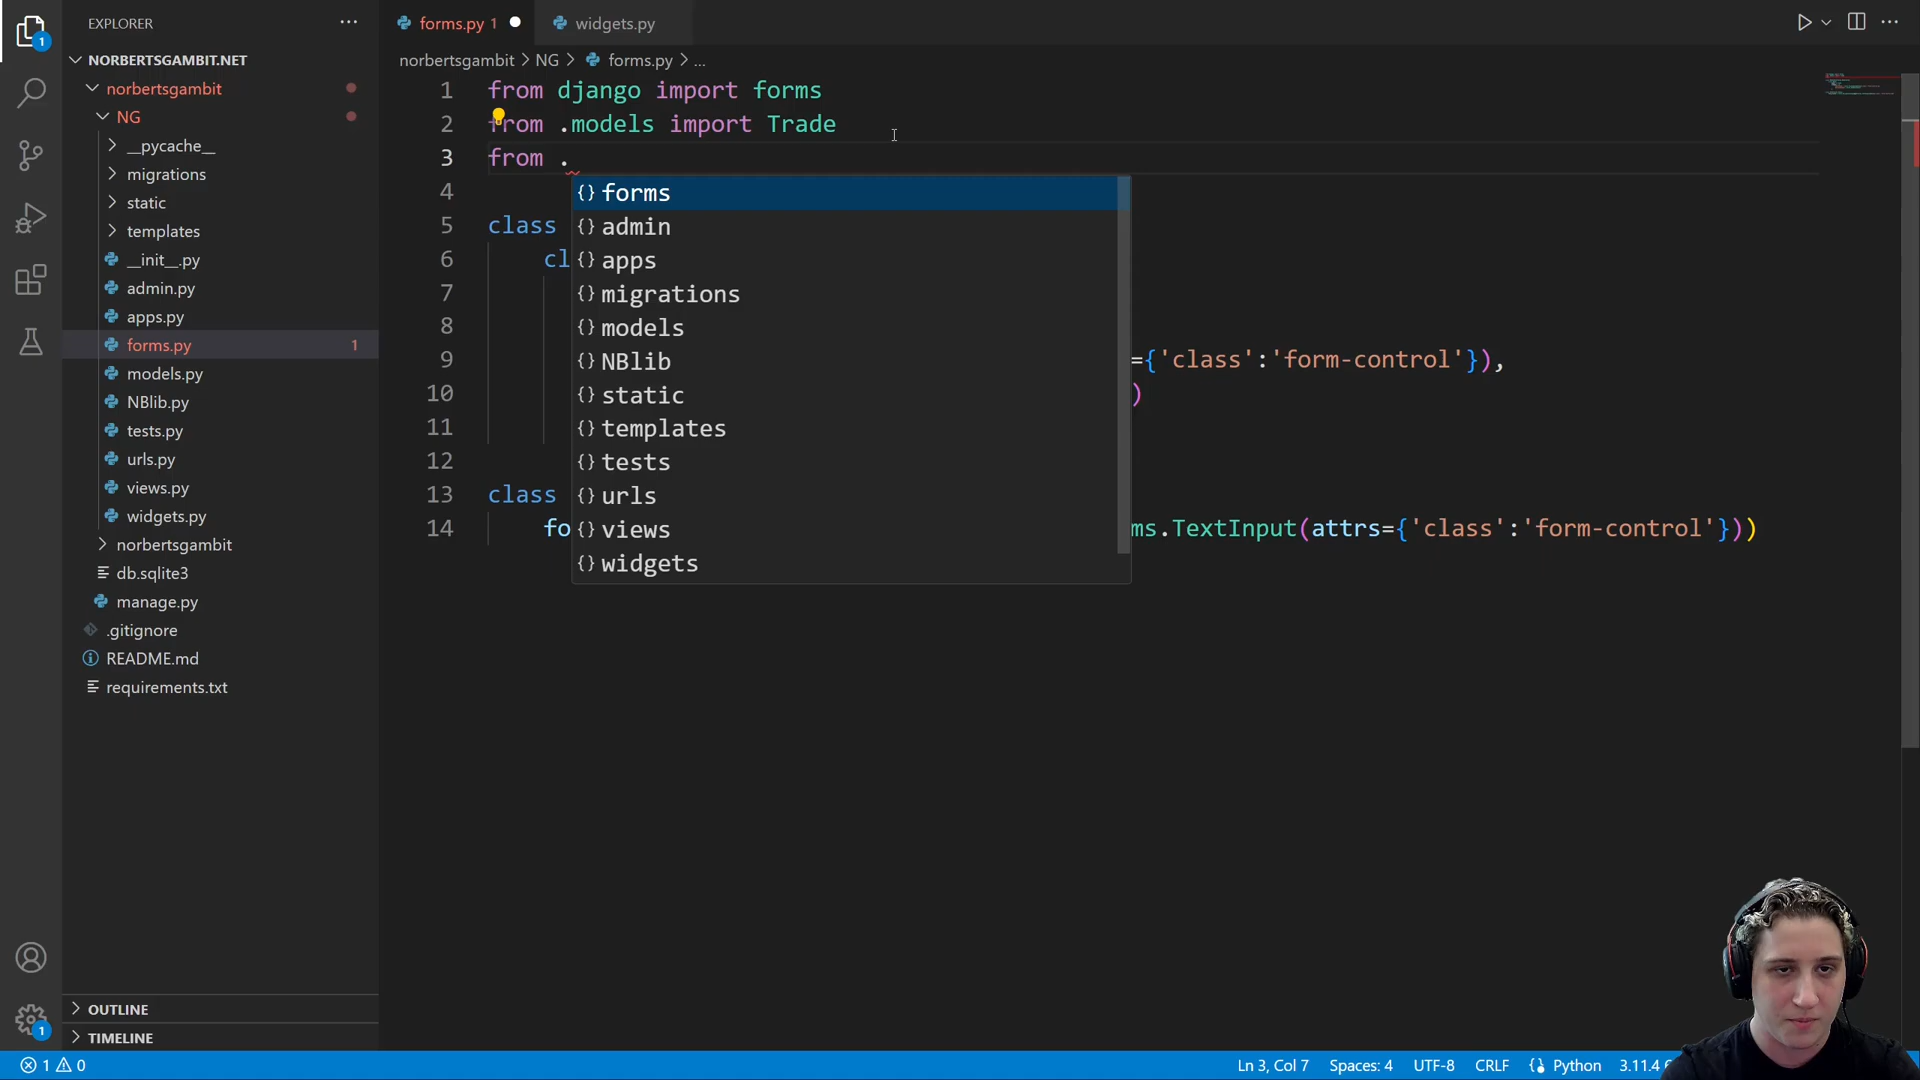 EXPLORER
NORBERTSGAMBIT.NET
norbertsgambit
NG
__pycache__
migrations
static
templates
__init__.py
admin.py
apps.py
forms.py 1
models.py
NBlib.py
tests.py
urls.py
views.py
widgets.py
norbertsgambit
db.sqlite3
manage.py
.gitignore
README.md
requirements.txt
OUTLINE
TIMELINE
1
1
forms.py 1
widgets.py
norbertsgambit > NG > forms.py > ...
1 from django import forms
2 from .models import Trade
3 from .
4
5 class
6 cl
7
8
9 ={'class':'form-control'}),
10 )
11
12
13 class
14 fo ms.TextInput(attrs={'class':'form-control'}))
{} forms
{} admin
{} apps
{} migrations
{} models
{} NBlib
{} static
{} templates
{} tests
{} urls
{} views
{} widgets
1 0
Ln 3, Col 7 Spaces: 4 UTF-8 CRLF {} Python 3.11.4